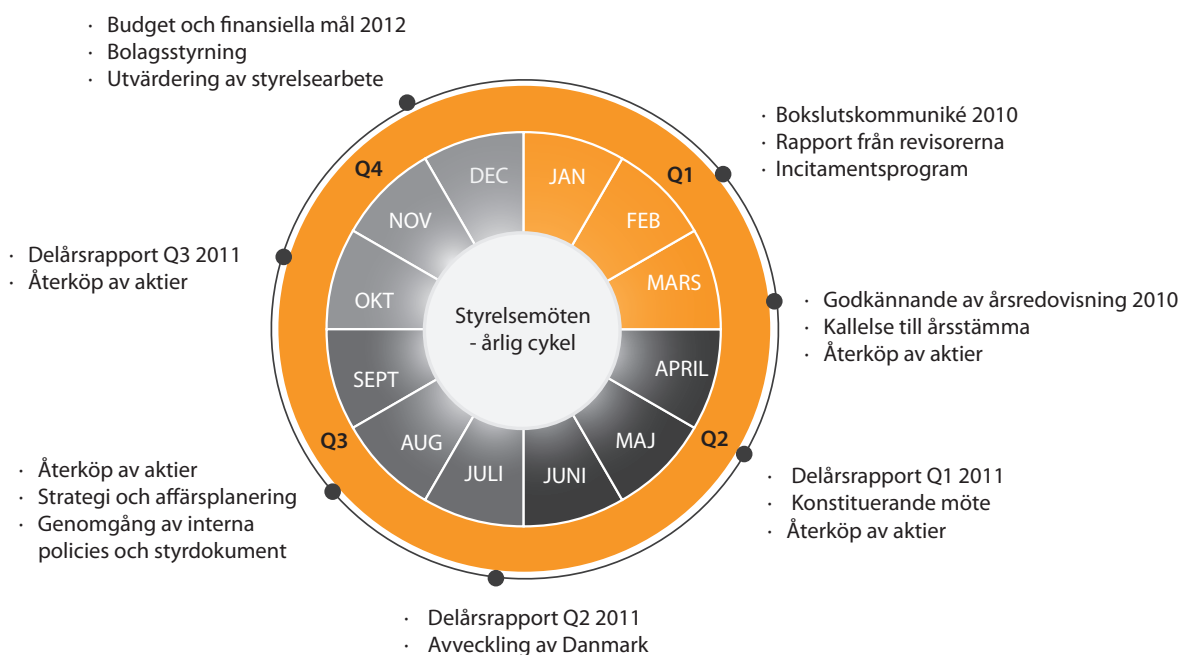 · Budget och finansiella mål 2012
· Bolagsstyrning
· Utvärdering av styrelsearbete
· Bokslutskommuniké 2010
· Rapport från revisorerna
· Incitamentsprogram
Q4
Q1
DEC
JAN
NOV
FEB
OKT
MARS
· Delårsrapport Q3 2011
· Återköp av aktier
Styrelsemöten
- årlig cykel
· Godkännande av årsredovisning 2010
· Kallelse till årsstämma
· Återköp av aktier
SEPT
APRIL
AUG
MAJ
JULI
JUNI
Q3
Q2
· Återköp av aktier
· Strategi och affärsplanering
· Genomgång av interna
policies och styrdokument
· Delårsrapport Q1 2011
· Konstituerande möte
· Återköp av aktier
· Delårsrapport Q2 2011
· Avveckling av Danmark